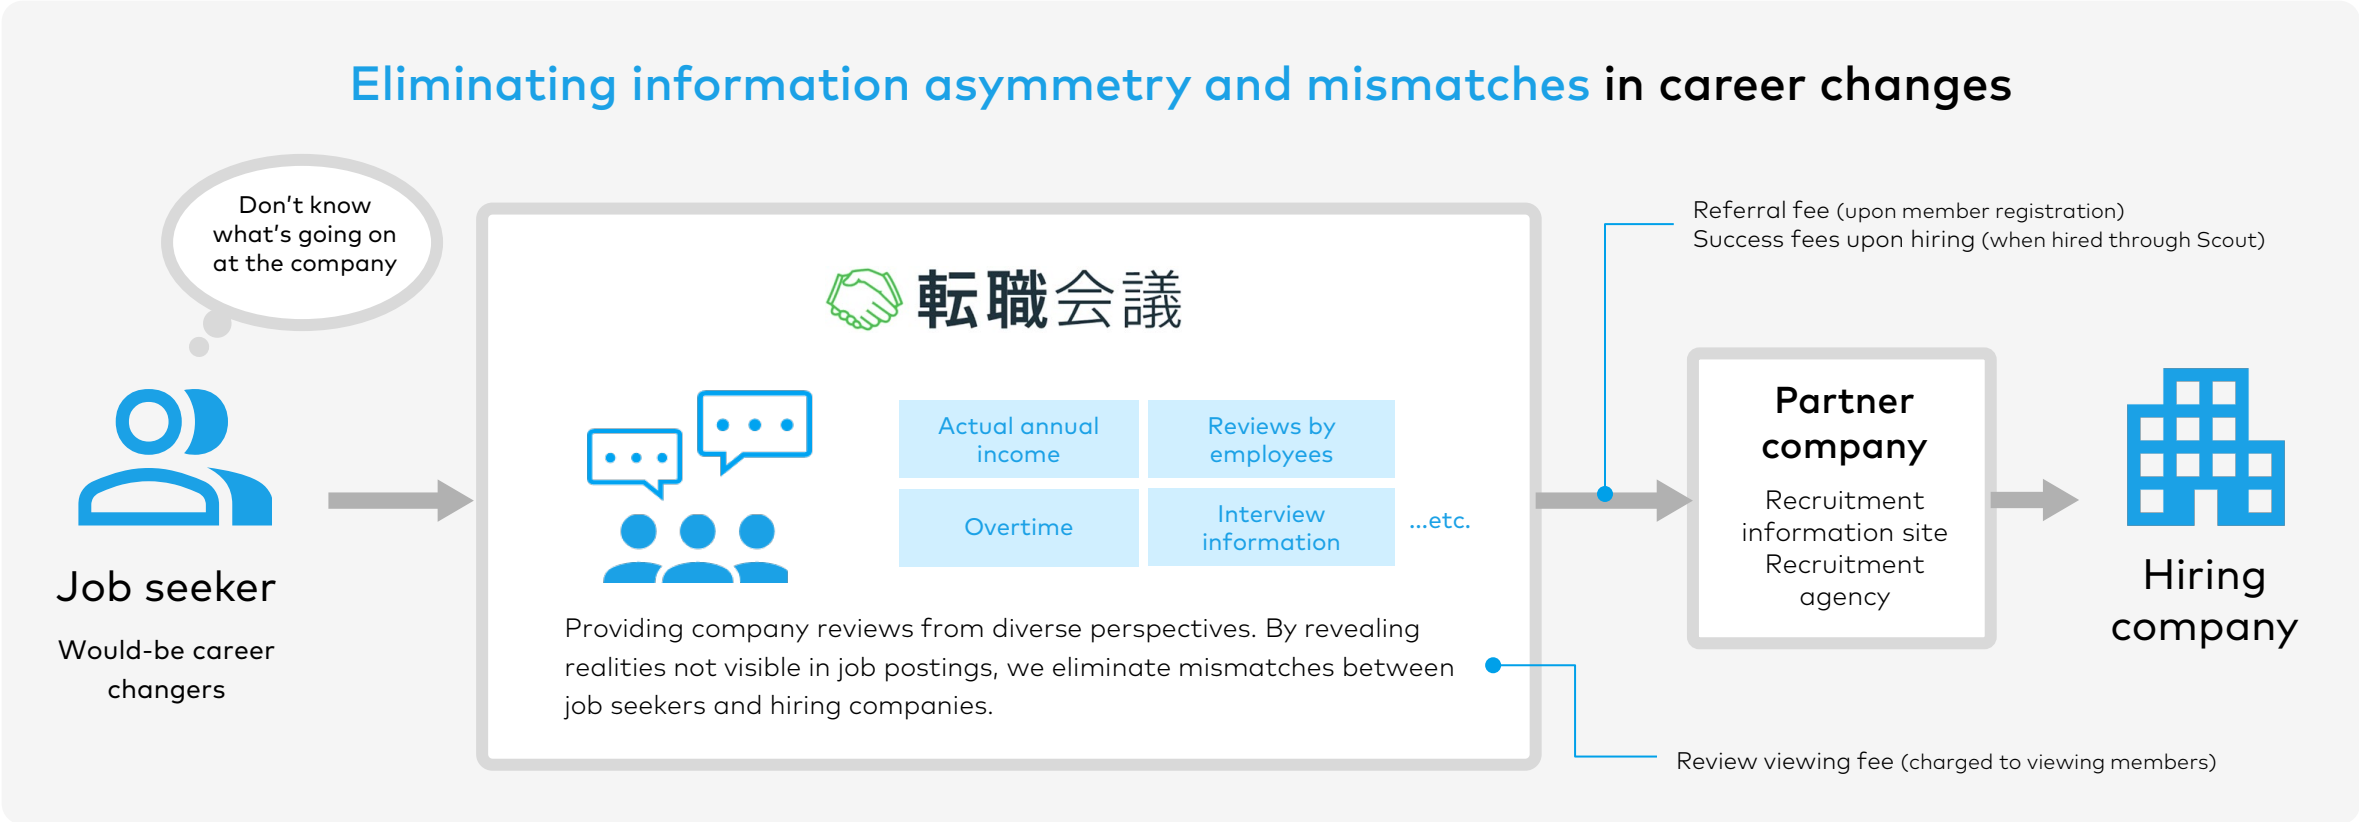 Eliminating information asymmetry and mismatches in career changes
Don't know
what's going on
at the company
Job seeker
Would-be career
changers
転職会議
Actual annual
income
Reviews by
employees
Overtime
Interview
information
...etc.
Providing company reviews from diverse perspectives. By revealing
realities not visible in job postings, we eliminate mismatches between
job seekers and hiring companies.
Referral fee (upon member registration)
Success fees upon hiring (when hired through Scout)
Partner
company
Recruitment
information site
Recruitment
agency
Hiring
company
Review viewing fee (charged to viewing members)